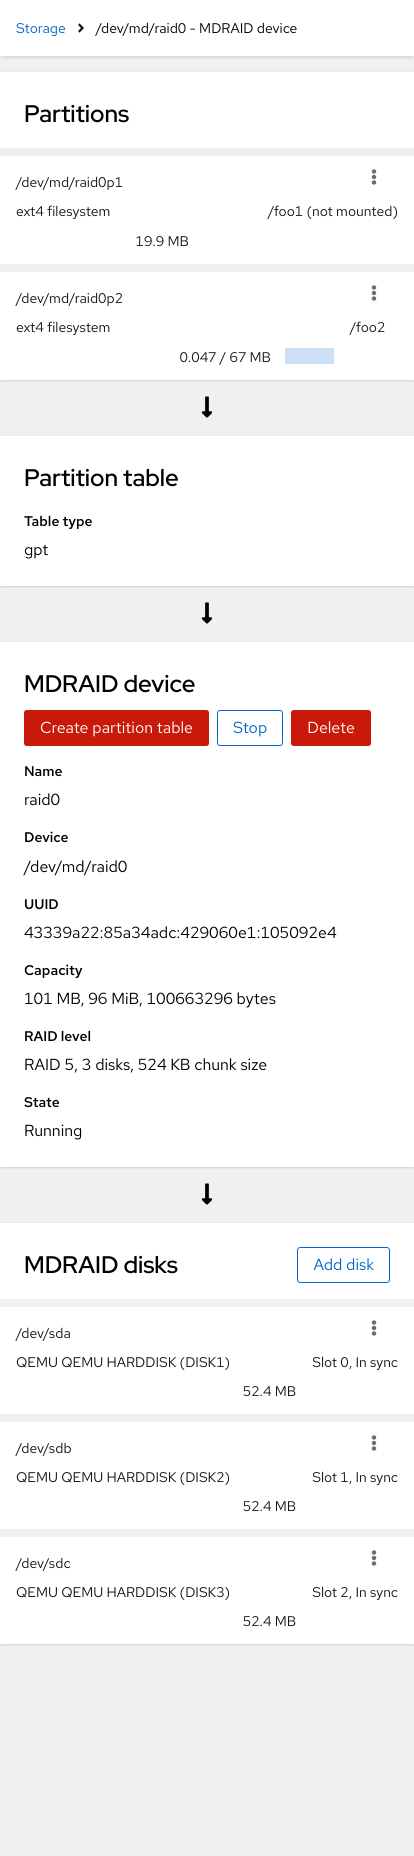 Storage > /dev/md/raid0 - MDRAID device
Partitions
/dev/md/raid0p1
ext4 filesystem /foo1 (not mounted)
19.9 MB
/dev/md/raid0p2
ext4 filesystem /foo2
0.047 / 67 MB
Partition table
Table type
gpt
MDRAID device
Create partition table Stop Delete
Name
raid0
Device
/dev/md/raid0
UUID
43339a22:85a34adc:429060e1:105092e4
Capacity
101 MB, 96 MiB, 100663296 bytes
RAID level
RAID 5, 3 disks, 524 KB chunk size
State
Running
MDRAID disks Add disk
/dev/sda
QEMU QEMU HARDDISK (DISK1) Slot 0, In sync
52.4 MB
/dev/sdb
QEMU QEMU HARDDISK (DISK2) Slot 1, In sync
52.4 MB
/dev/sdc
QEMU QEMU HARDDISK (DISK3) Slot 2, In sync
52.4 MB